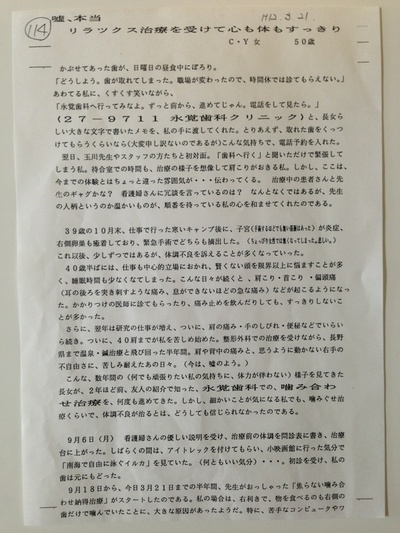 114
H12.3.21.
嘘、本当
リラックス治療を受けて心も体もすっきり
C・Y女 50歳
かぶせてあった歯が、日曜日の昼食中にぽろり。
「どうしよう。歯が取れてしまった。職場が変わったので、時間休では診てもらえない。」
あわてる私に、くすくす笑いながら、
「永覚歯科へ行ってみなよ。ずっと前から、進めてじゃん。電話をして見たら。」
(27-9711 永覚歯科クリニック)と、長女ら
しい大きな文字で書いたメモを、私の手に渡してくれた。とりあえず、取れた歯をくっつ
けてもらうくらいなら(大変申し訳ないのであるが)こんな気持ちで、電話予約を入れた。
翌日、玉川先生やスタッフの方たちと初対面。「歯科へ行く」と聞いただけで緊張して
しまう私。待合室での時間も、治療の様子を想像して肩こりがおきる私。しかし、ここは、
今までの体験とはちょっと違った雰囲気が・・・伝わってくる。 治療中の患者さんと先
生のギャグかな? 看護婦さんに冗談を言っているのは? なんとなくではあるが、先生の
人柄というのか温かいものが、順番を待っている私の心を和ませてくれたのである。
39歳の10月末、仕事で行った寒いキャンプ後に、子宮
が炎症、
右側卵巣も癒着しており、緊急手術でどちらも摘出した。
これ以後、少しずつではあるが、体調不良を訴えることが多くなっていった。
40歳半ばには、仕事も中心的立場におかれ、賢くない頭を限界以上に悩ますことが多
く、睡眠時間も少なくなってしまった。こんな日々が続くと、肩こり・首こり・偏頭痛
(耳の後ろを突き刺すような痛み、息ができないほどの急な痛み)などが起こるようになっ
た。かかりつけの医師に診てもらったり、痛み止めを飲んだりしても、すっきりしないこ
とが多かった。
さらに、翌年は研究の仕事が増え、ついに、肩の痛み・手のしびれ・便秘などでいらい
ら続き。ついに、40肩までが私を苦しめ始めた。整形外科での治療を受けながら、長野
県まで温泉・鍼治療と飛び回った半年間。肩や背中の痛みと、思うように動かない右手の
不自由さに、苦しみ耐えたあの日々。(今は、嘘のよう。)
こんな、数年間の(何でも頑張りたい私の気持ちに、体力が伴わない)様子を見てきた
長女が、2年ほど前、友人の紹介で知った、永覚歯科での、噛み合わ
せ治療を、何度も進めてきた。しかし、細かいことが気になる私でも、噛みぐせ治
療くらいで、体調不良が治るとは、どうしても信じられなかったのである。
9月6日(月) 看護婦さんの優しい説明を受け、治療前の体調を問診表に書き、治療
台に上がった。しばらくの間は、アイトレックを付けてもらい、小映画館に行った気分で
「南海で自由に泳ぐイルカ」を見ていた。(何ともいい気分)・・・。初診を受け、私の
歯は元にもどった。
9月18日から今日3月21日までの半年間、先生がおっしゃった「焦らない噛み
合わせ納得治療」がスタートしたのである。私の場合は、右利きで、物を食べるのも右側の
歯だけで噛んでいたことに、大きな原因があったようだ。特に、苦手なコンピュータやワ